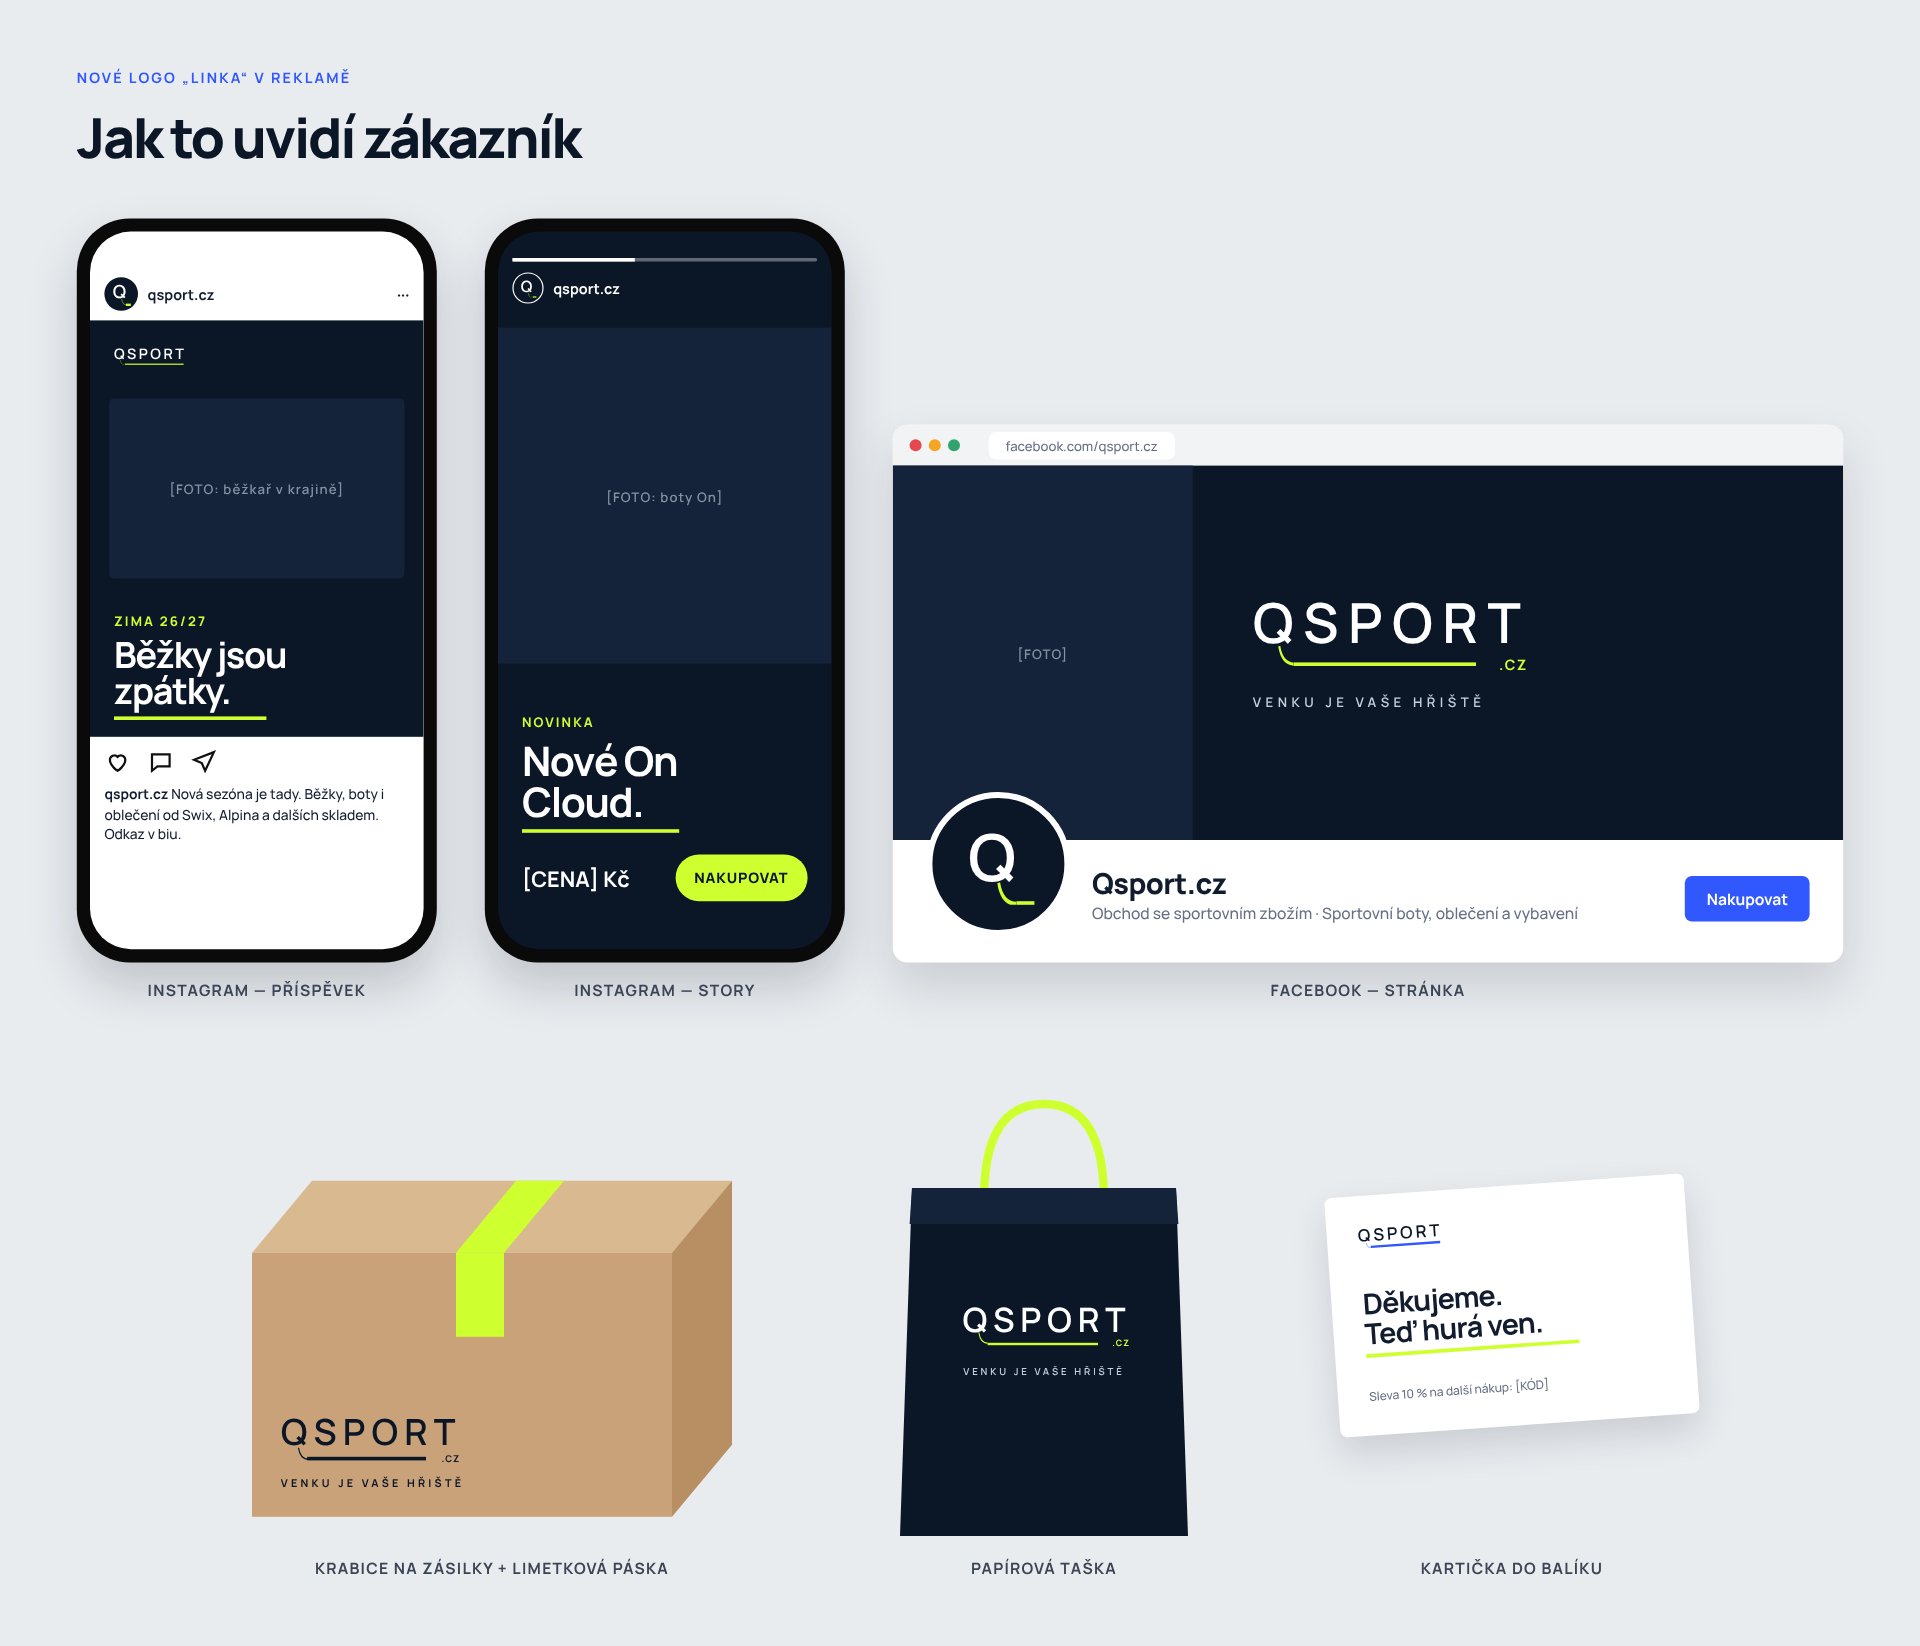 NOVÉ LOGO „LINKA“ V REKLAMĚ
Jak to uvidí zákazník
Q
qsport.cz
...
QSPORT
[FOTO: běžkař v krajině]
ZIMA 26/27
Běžky jsou
zpátky.
qsport.cz Nová sezóna je tady. Běžky, boty i
oblečení od Swix, Alpina a dalších skladem.
Odkaz v biu.
INSTAGRAM — PŘÍSPĚVEK
Q
qsport.cz
[FOTO: boty On]
NOVINKA
Nové On
Cloud.
[CENA] Kč
NAKUPOVAT
INSTAGRAM — STORY
facebook.com/qsport.cz
[FOTO]
QSPORT
.CZ
VENKU JE VAŠE HŘIŠTĚ
Q
Qsport.cz
Obchod se sportovním zbožím · Sportovní boty, oblečení a vybavení
Nakupovat
FACEBOOK — STRÁNKA
QSPORT
.CZ
VENKU JE VAŠE HŘIŠTĚ
KRABICE NA ZÁSILKY + LIMETKOVÁ PÁSKA
QSPORT
.CZ
VENKU JE VAŠE HŘIŠTĚ
PAPÍROVÁ TAŠKA
QSPORT
Děkujeme.
Teď hurá ven.
Sleva 10 % na další nákup: [KÓD]
KARTIČKA DO BALÍKU